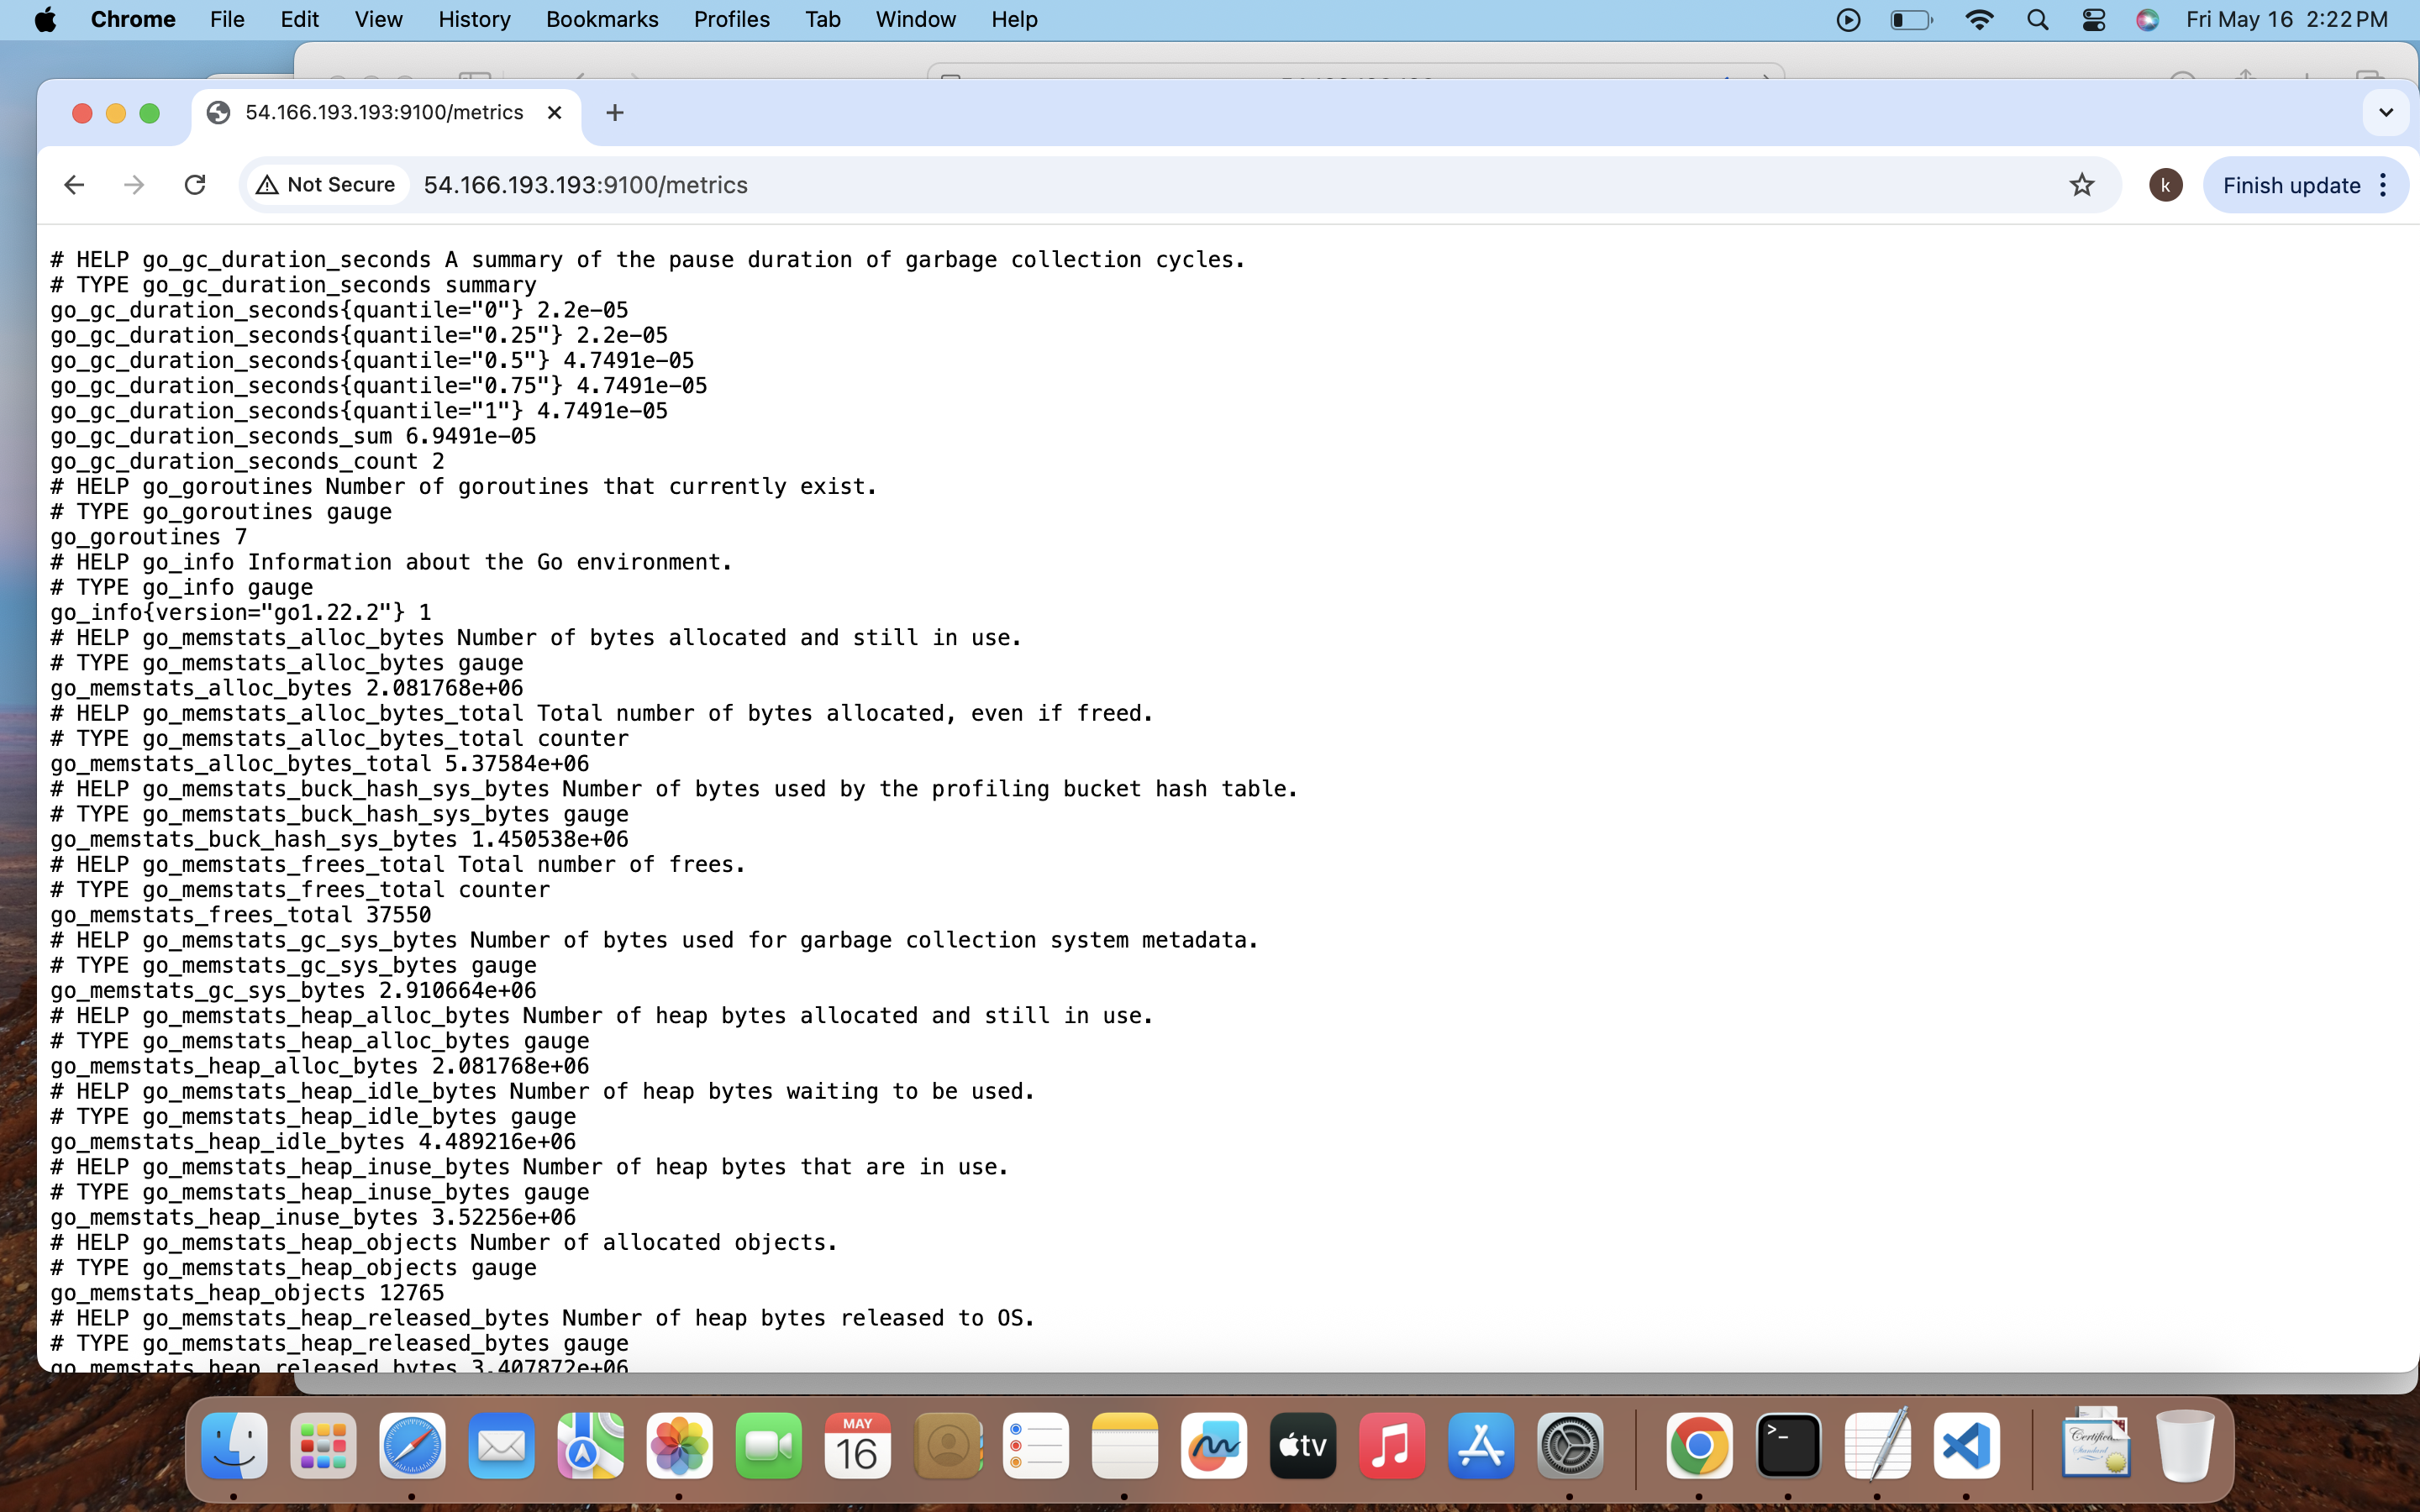 Chrome File Edit View History Bookmarks Profiles Tab Window Help Fri May 16 2:22 PM
54.166.193.193:9100/metrics
Not Secure 54.166.193.193:9100/metrics k Finish update
# HELP go_gc_duration_seconds A summary of the pause duration of garbage collection cycles.
# TYPE go_gc_duration_seconds summary
go_gc_duration_seconds{quantile="0"} 2.2e-05
go_gc_duration_seconds{quantile="0.25"} 2.2e-05
go_gc_duration_seconds{quantile="0.5"} 4.7491e-05
go_gc_duration_seconds{quantile="0.75"} 4.7491e-05
go_gc_duration_seconds{quantile="1"} 4.7491e-05
go_gc_duration_seconds_sum 6.9491e-05
go_gc_duration_seconds_count 2
# HELP go_goroutines Number of goroutines that currently exist.
# TYPE go_goroutines gauge
go_goroutines 7
# HELP go_info Information about the Go environment.
# TYPE go_info gauge
go_info{version="go1.22.2"} 1
# HELP go_memstats_alloc_bytes Number of bytes allocated and still in use.
# TYPE go_memstats_alloc_bytes gauge
go_memstats_alloc_bytes 2.081768e+06
# HELP go_memstats_alloc_bytes_total Total number of bytes allocated, even if freed.
# TYPE go_memstats_alloc_bytes_total counter
go_memstats_alloc_bytes_total 5.37584e+06
# HELP go_memstats_buck_hash_sys_bytes Number of bytes used by the profiling bucket hash table.
# TYPE go_memstats_buck_hash_sys_bytes gauge
go_memstats_buck_hash_sys_bytes 1.450538e+06
# HELP go_memstats_frees_total Total number of frees.
# TYPE go_memstats_frees_total counter
go_memstats_frees_total 37550
# HELP go_memstats_gc_sys_bytes Number of bytes used for garbage collection system metadata.
# TYPE go_memstats_gc_sys_bytes gauge
go_memstats_gc_sys_bytes 2.910664e+06
# HELP go_memstats_heap_alloc_bytes Number of heap bytes allocated and still in use.
# TYPE go_memstats_heap_alloc_bytes gauge
go_memstats_heap_alloc_bytes 2.081768e+06
# HELP go_memstats_heap_idle_bytes Number of heap bytes waiting to be used.
# TYPE go_memstats_heap_idle_bytes gauge
go_memstats_heap_idle_bytes 4.489216e+06
# HELP go_memstats_heap_inuse_bytes Number of heap bytes that are in use.
# TYPE go_memstats_heap_inuse_bytes gauge
go_memstats_heap_inuse_bytes 3.52256e+06
# HELP go_memstats_heap_objects Number of allocated objects.
# TYPE go_memstats_heap_objects gauge
go_memstats_heap_objects 12765
# HELP go_memstats_heap_released_bytes Number of heap bytes released to OS.
# TYPE go_memstats_heap_released_bytes gauge
go_memstats_heap_released_bytes 3.407872e+06
MAY
16
tv
>_